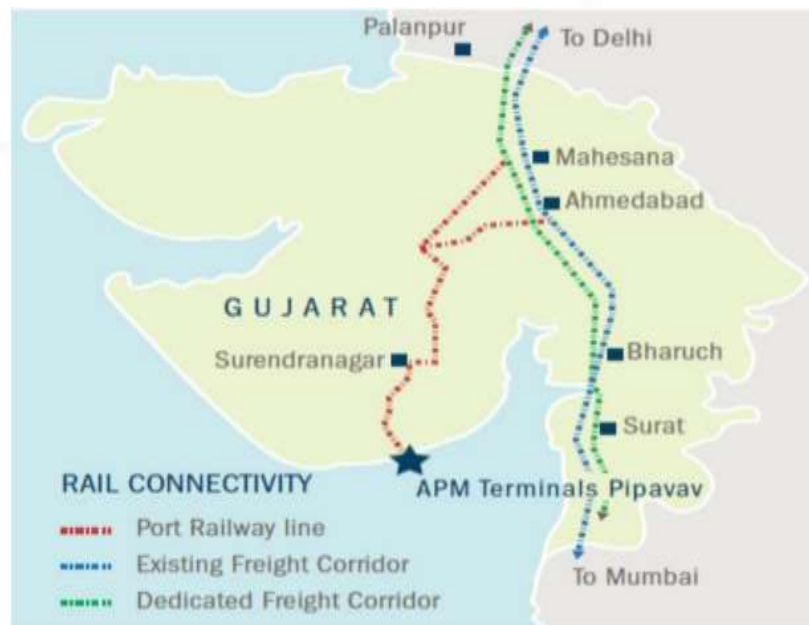 Palanpur
To Delhi
Mahesana
Ahmedabad
GUJARAT
Surendranagar
Bharuch
Surat
APM Terminals Pipavav
RAIL CONNECTIVITY
Port Railway line
Existing Freight Corridor
Dedicated Freight Corridor
To Mumbai